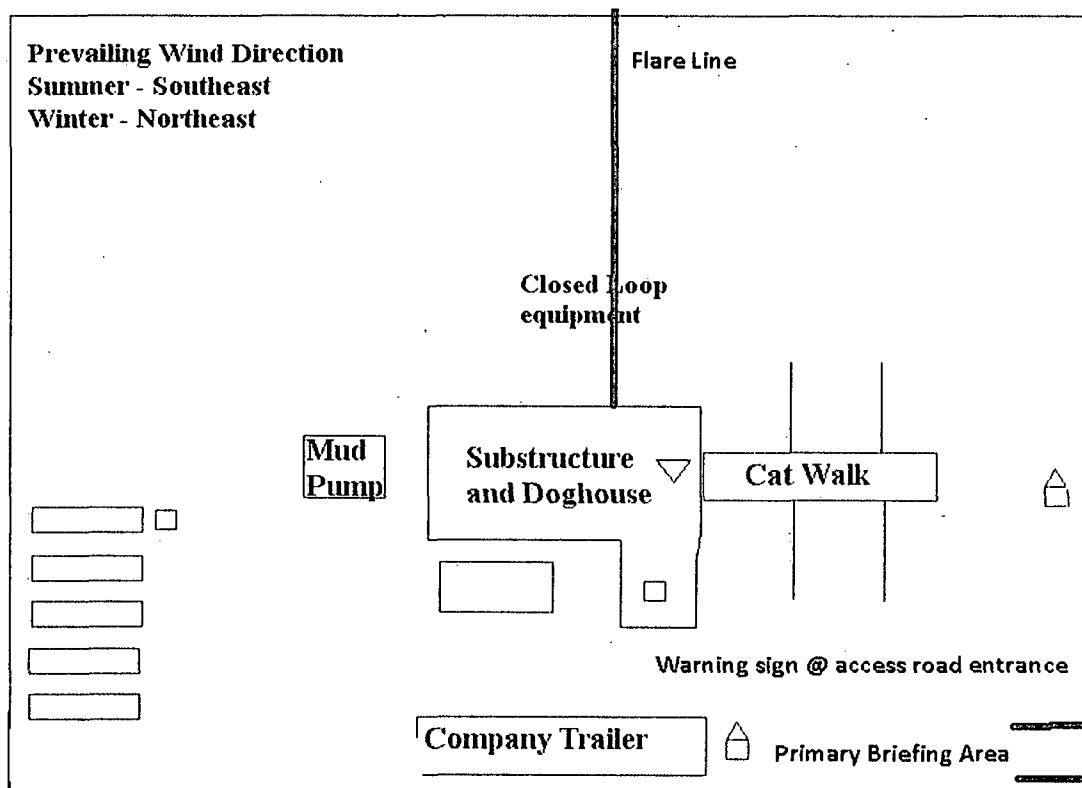 Prevailing Wind Direction
Summer - Southeast
Winter - Northeast
Flare Line
Closed Loop
equipment
Mud
Pump
Substructure
and Doghouse
Cat Walk
Warning sign @ access road entrance
Company Trailer
Primary Briefing Area